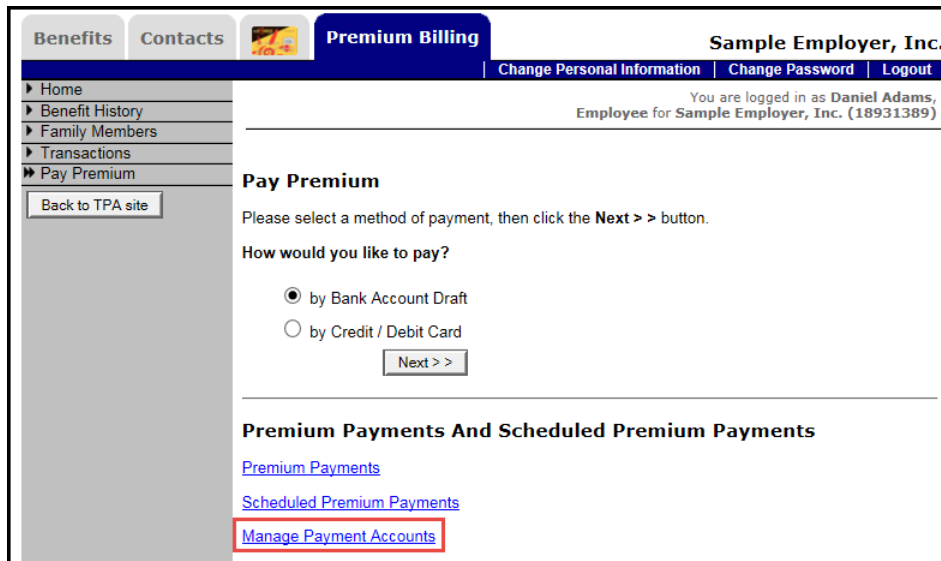 Benefits
Contacts
Premium Billing
Sample Employer, Inc.
Change Personal Information | Change Password | Logout
Home
Benefit History
Family Members
Transactions
Pay Premium
Back to TPA site
You are logged in as Daniel Adams,
Employee for Sample Employer, Inc. (18931389)
Pay Premium
Please select a method of payment, then click the Next > > button.
How would you like to pay?
by Bank Account Draft
by Credit / Debit Card
Next > >
Premium Payments And Scheduled Premium Payments
Premium Payments
Scheduled Premium Payments
Manage Payment Accounts